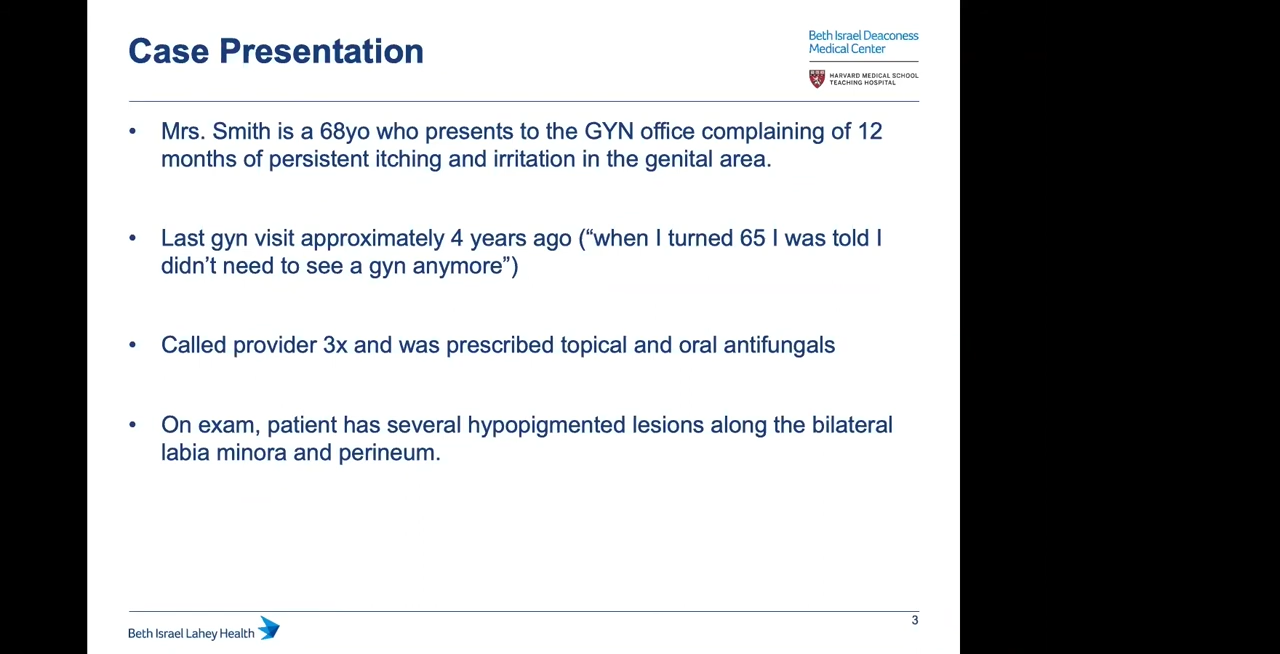 Case Presentation
Beth Israel Deaconess
Medical Center
HARVARD MEDICAL SCHOOL
TEACHING HOSPITAL
• Mrs. Smith is a 68yo who presents to the GYN office complaining of 12
months of persistent itching and irritation in the genital area.
• Last gyn visit approximately 4 years ago (“when I turned 65 I was told I
didn’t need to see a gyn anymore”)
• Called provider 3x and was prescribed topical and oral antifungals
• On exam, patient has several hypopigmented lesions along the bilateral
labia minora and perineum.
Beth Israel Lahey Health
3